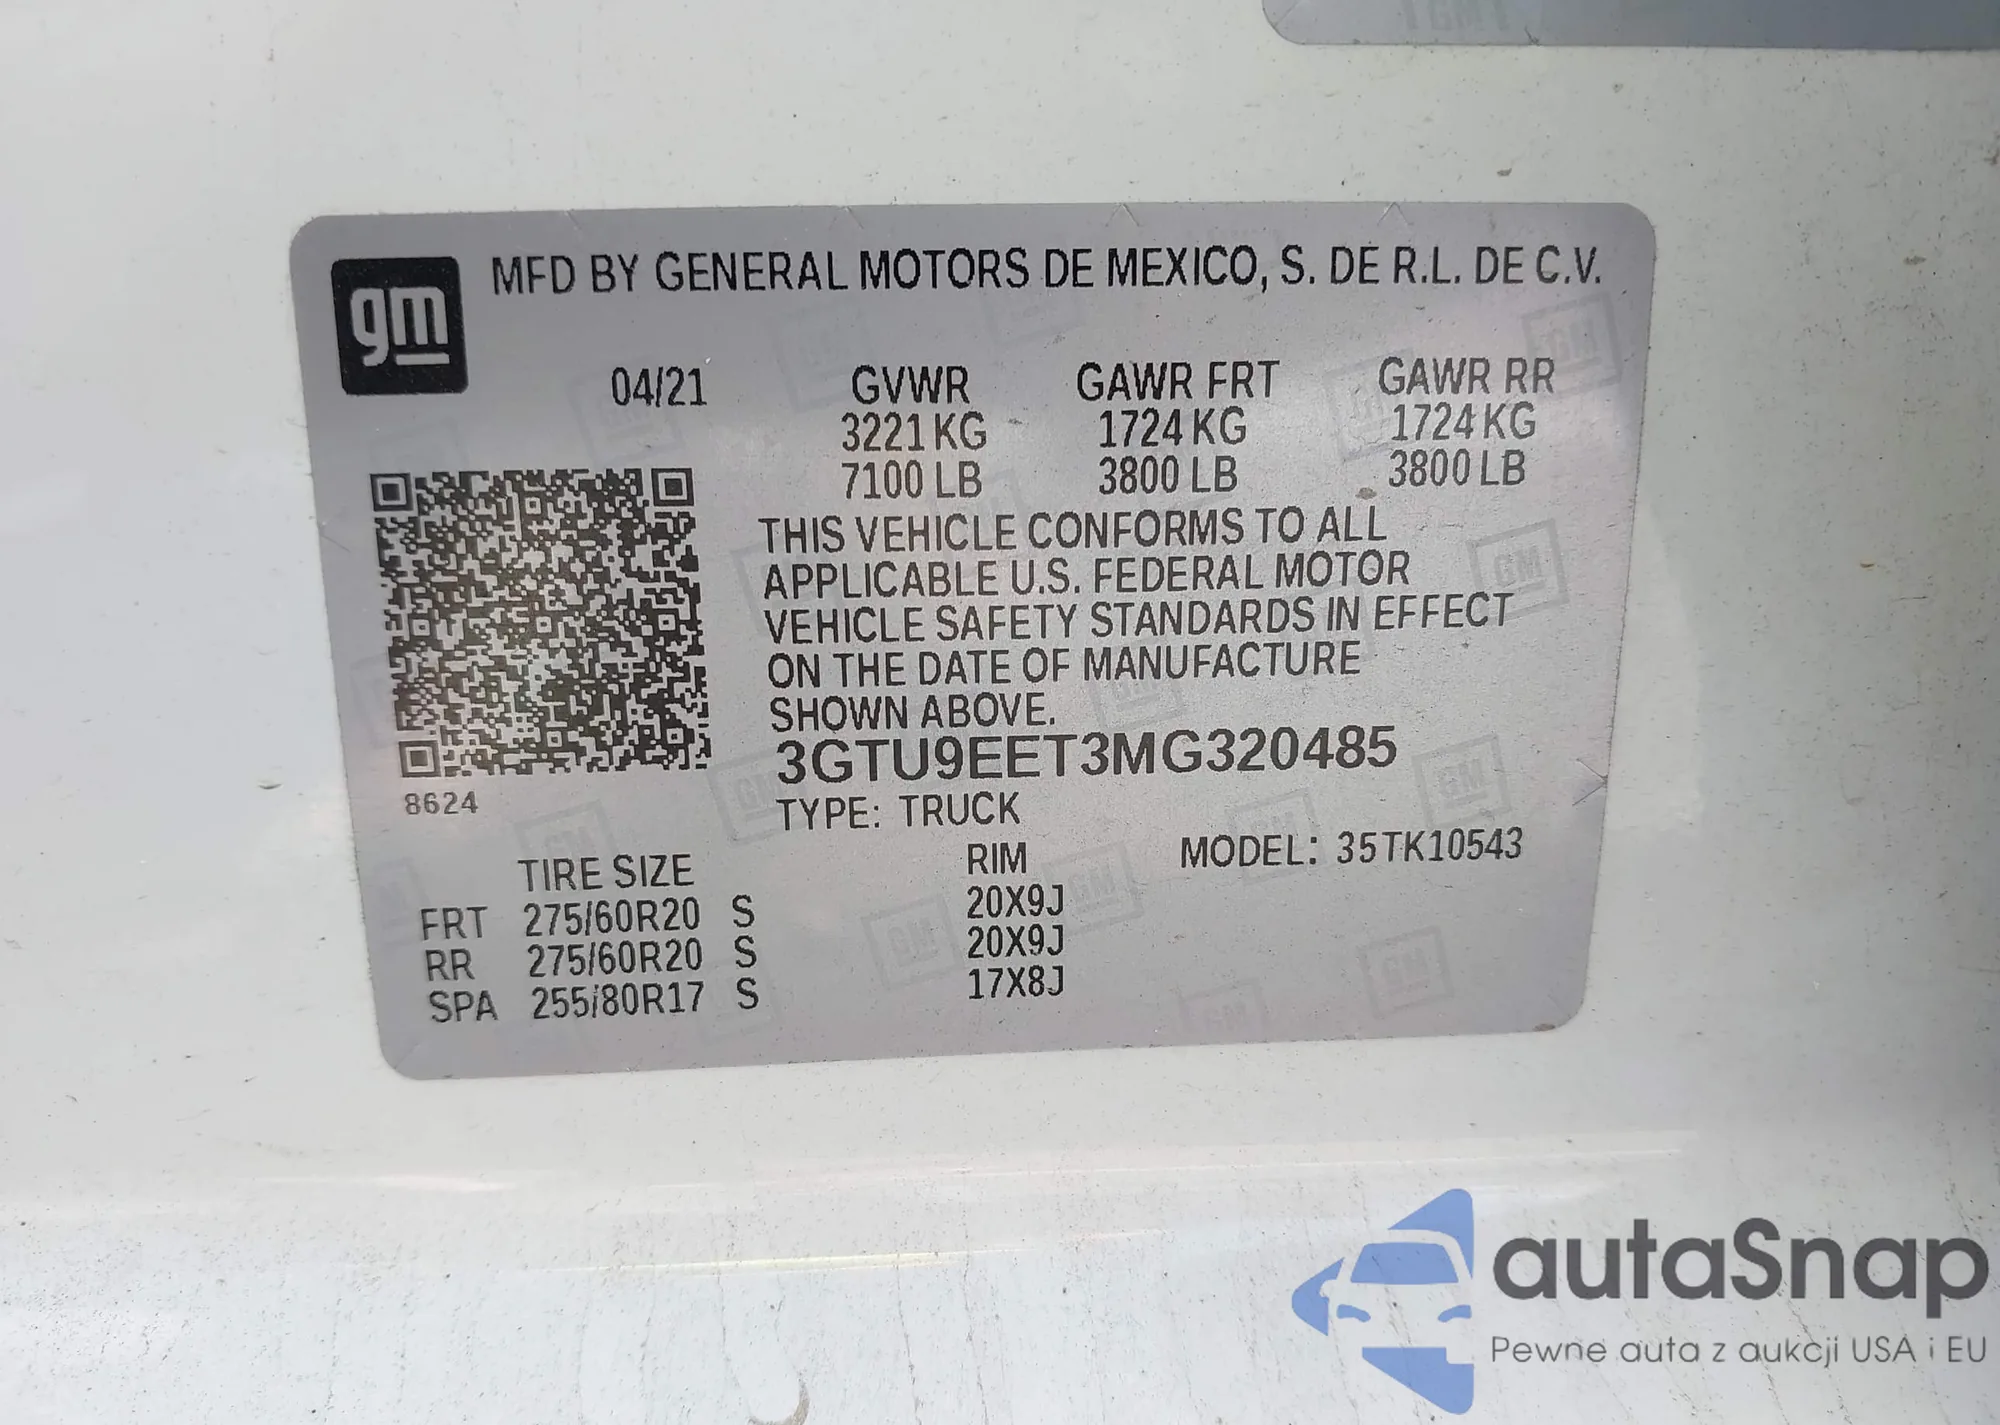 gm
MFD BY GENERAL MOTORS DE MEXICO, S. DE R.L. DE C.V.
04/21 GVWR GAWR FRT GAWR RR
3221 KG 1724 KG 1724 KG
7100 LB 3800 LB 3800 LB
THIS VEHICLE CONFORMS TO ALL
APPLICABLE U.S. FEDERAL MOTOR
VEHICLE SAFETY STANDARDS IN EFFECT
ON THE DATE OF MANUFACTURE
SHOWN ABOVE.
3GTU9EET3MG320485
8624
TYPE: TRUCK
TIRE SIZE RIM MODEL: 35TK10543
FRT 275/60R20 S 20X9J
RR 275/60R20 S 20X9J
SPA 255/80R17 S 17X8J
autaSnap
Pewne auta z aukcji USA i EU